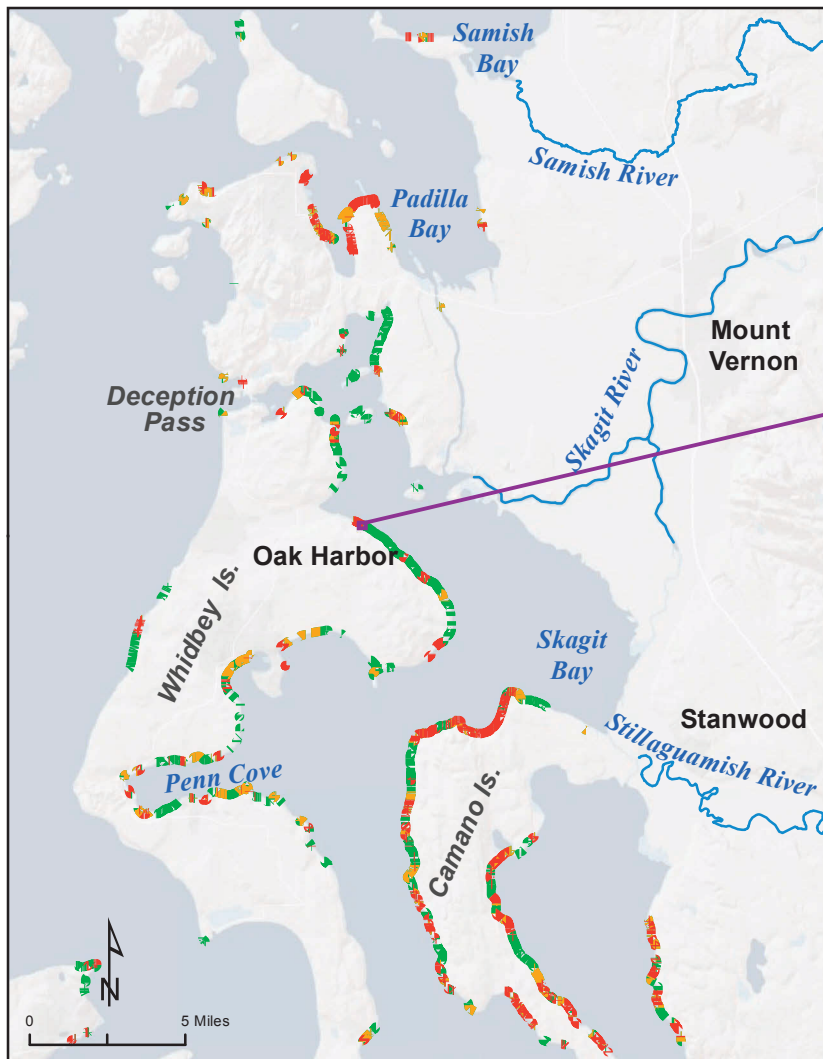 Samish
Bay
Samish River
Padilla
Bay
Mount
Vernon
Skagit River
Deception
Pass
Oak Harbor
Whidbey Is.
Skagit
Bay
Stanwood
Stillaguamish River
Penn Cove
Camano Is.
N
0 5 Miles